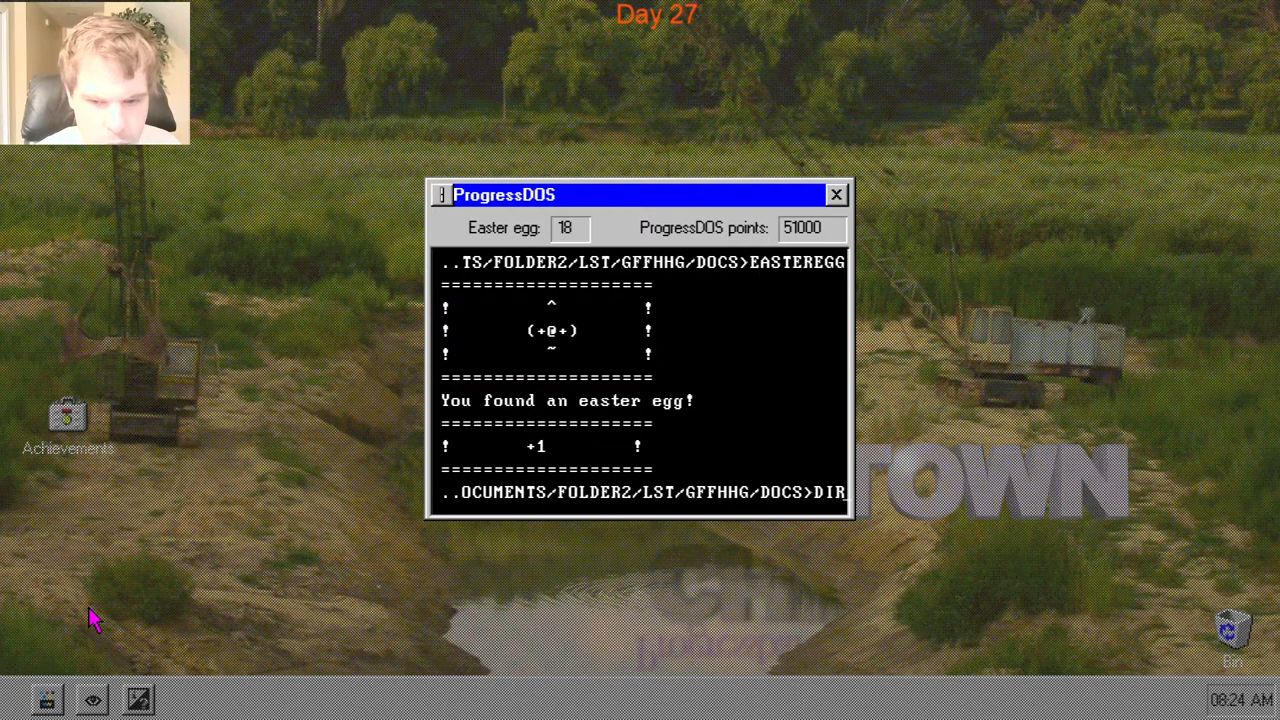 Day 27
ProgressDOS
Easter egg: 18 ProgressDOS points: 51000
..TS/FOLDER2/LST/GFFHHG/DOCS>EASTEREGG
====================
! ^ !
! (+@+) !
! ~ !
====================
You found an easter egg!
====================
! +1 !
====================
..OCUMENTS/FOLDER2/LST/GFFHHG/DOCS>DIR_
Achievements
TOWN
Bin
08:24 AM